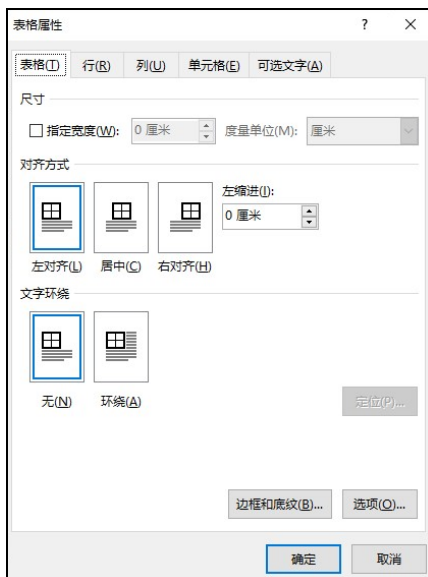 表格属性 ? ×
表格(T) 行(R) 列(U) 单元格(E) 可选文字(A)
尺寸
指定宽度(W): 0 厘米 度量单位(M): 厘米
对齐方式
左缩进(I):
0 厘米
左对齐(L) 居中(C) 右对齐(H)
文字环绕
无(N) 环绕(A) 定位(P)...
边框和底纹(B)... 选项(O)...
确定 取消